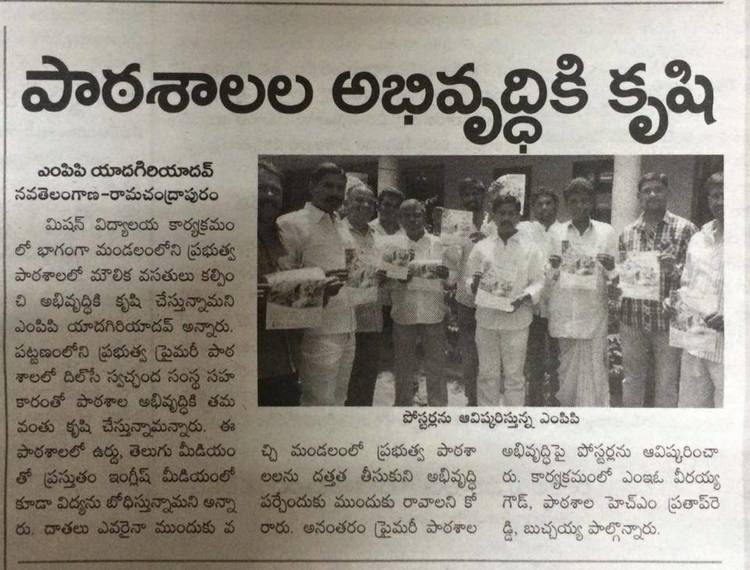 పాఠశాలల అభివృద్ధికి కృషి
ఎంపిపి యాదగిరియాదవ్
నవతెలంగాణ-రామచంద్రాపురం
మిషన్ విద్యాలయ కార్యక్రమం
లో భాగంగా మండలంలోని ప్రభుత్వ
పాఠశాలలో మౌలిక వసతులు కల్పిం
చి అభివృద్ధికి కృషి చేస్తున్నామని
ఎంపిపి యాదగిరియాదవ్ అన్నారు.
పట్టణంలోని ప్రభుత్వ ప్రైమరీ పాఠ
శాలలో దిల్‌సే స్వచ్ఛంద సంస్థ సహ
కారంతో పాఠశాల అభివృద్ధికి తమ
వంతు కృషి చేస్తున్నామన్నారు. ఈ
పాఠశాలలో ఉర్దు, తెలుగు మీడియం
తో ప్రస్తుతం ఇంగ్లీష్ మీడియంలో
కూడా విద్యను బోధిస్తున్నామని అన్నా
రు. దాతలు ఎవరైనా ముందుకు వ
పోస్టర్లను ఆవిష్కరిస్తున్న ఎంపిపి
చ్చి మండలంలో ప్రభుత్వ పాఠశా
లలను దత్తత తీసుకుని అభివృద్ధి
పర్చేందుకు ముందుకు రావాలని కో
రారు. అనంతరం ప్రైమరీ పాఠశాల
అభివృద్ధిపై పోస్టర్లను ఆవిష్కరించా
రు. కార్యక్రమంలో ఎంఇఓ వీరయ్య
గౌడ్, పాఠశాల హెచ్ఎం ప్రతాప్‌రె
డ్డి, బుచ్చయ్య పాల్గొన్నారు.